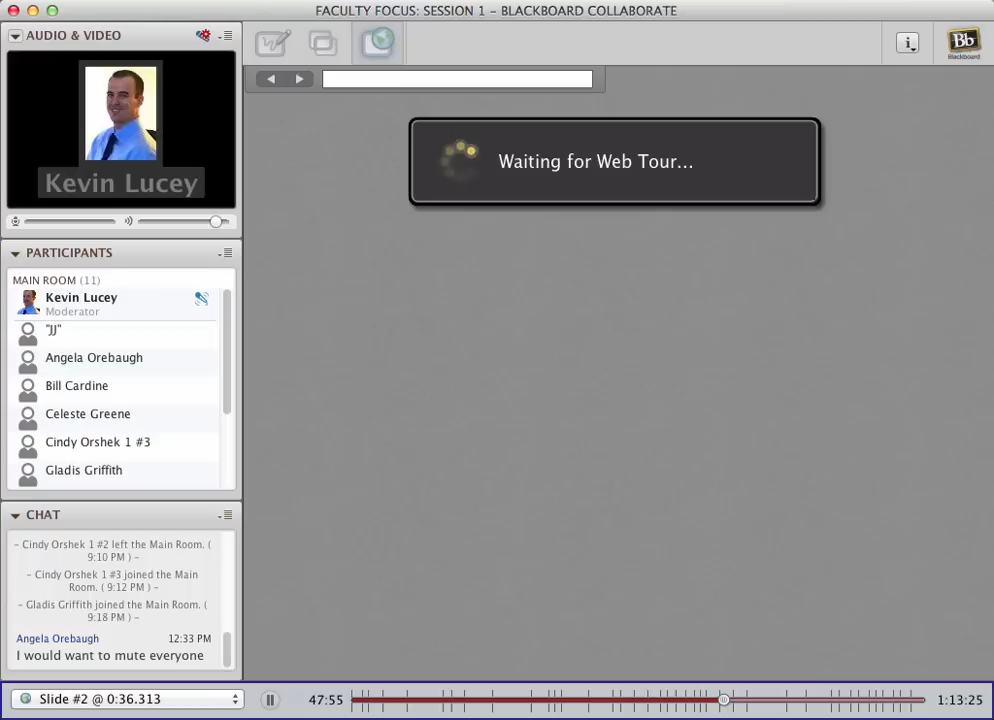 FACULTY FOCUS: SESSION 1 – BLACKBOARD COLLABORATE
AUDIO & VIDEO
Kevin Lucey
PARTICIPANTS
MAIN ROOM (11)
Kevin Lucey
Moderator
"JJ"
Angela Orebaugh
Bill Cardine
Celeste Greene
Cindy Orshek 1 #3
Gladis Griffith
CHAT
– Cindy Orshek 1 #2 left the Main Room. (
9:10 PM ) –
– Cindy Orshek 1 #3 joined the Main
Room. ( 9:12 PM ) –
– Gladis Griffith joined the Main Room. (
9:18 PM ) –
Angela Orebaugh 12:33 PM
I would want to mute everyone
i
Bb
Blackboard
Waiting for Web Tour...
Slide #2 @ 0:36.313
47:55
1:13:25